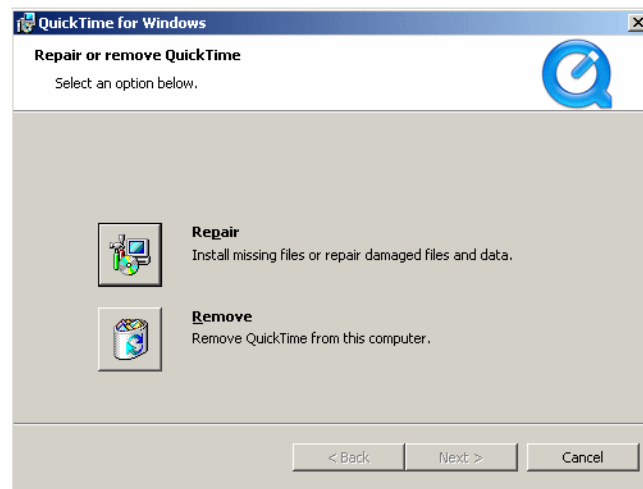 QuickTime for Windows
Repair or remove QuickTime
Select an option below.
Repair
Install missing files or repair damaged files and data.
Remove
Remove QuickTime from this computer.
< Back
Next >
Cancel